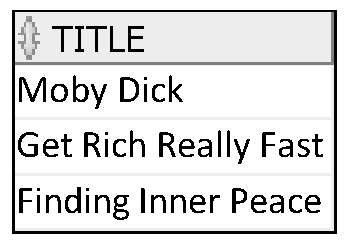 TITLE
Moby Dick
Get Rich Really Fast
Finding Inner Peace